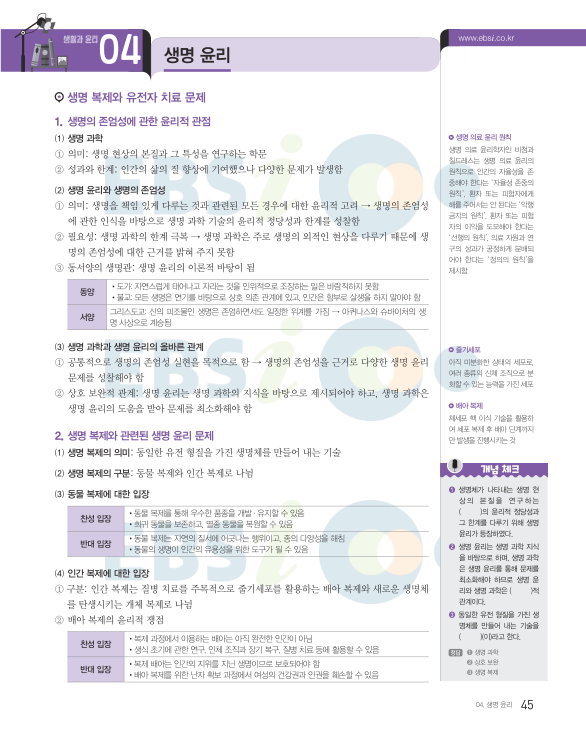 생활과 윤리
04
생명 윤리
www.ebsi.co.kr
생명 복제와 유전자 치료 문제
1. 생명의 존엄성에 관한 윤리적 관점
(1) 생명 과학
① 의미: 생명 현상의 본질과 그 특성을 연구하는 학문
② 성과와 한계: 인간의 삶의 질 향상에 기여했으나 다양한 문제가 발생함
(2) 생명 윤리와 생명의 존엄성
① 의미: 생명을 책임 있게 다루는 것과 관련된 모든 경우에 대한 윤리적 고려 → 생명의 존엄성
에 관한 인식을 바탕으로 생명 과학 기술의 윤리적 정당성과 한계를 성찰함
② 필요성: 생명 과학의 한계 극복 → 생명 과학은 주로 생명의 외적인 현상을 다루기 때문에 생
명의 존엄성에 대한 근거를 밝혀 주지 못함
③ 동서양의 생명관: 생명 윤리의 이론적 바탕이 됨
동양
• 도가: 자연스럽게 태어나고 자라는 것을 인위적으로 조장하는 일은 바람직하지 못함
• 불교: 모든 생명은 연기를 바탕으로 상호 의존 관계에 있고, 인간은 함부로 살생을 하지 말아야 함
서양
그리스도교: 신의 피조물인 생명은 존엄하면서도 일정한 위계를 가짐 → 아퀴나스와 슈바이처의 생
명 사상으로 계승됨
(3) 생명 과학과 생명 윤리의 올바른 관계
① 공통적으로 생명의 존엄성 실현을 목적으로 함 → 생명의 존엄성을 근거로 다양한 생명 윤리
문제를 성찰해야 함
② 상호 보완적 관계: 생명 윤리는 생명 과학의 지식을 바탕으로 제시되어야 하고, 생명 과학은
생명 윤리의 도움을 받아 문제를 최소화해야 함
2. 생명 복제와 관련된 생명 윤리 문제
(1) 생명 복제의 의미: 동일한 유전 형질을 가진 생명체를 만들어 내는 기술
(2) 생명 복제의 구분: 동물 복제와 인간 복제로 나뉨
(3) 동물 복제에 대한 입장
찬성 입장
• 동물 복제를 통해 우수한 품종을 개발 · 유지할 수 있음
• 희귀 동물을 보존하고, 멸종 동물을 복원할 수 있음
반대 입장
• 동물 복제는 자연의 질서에 어긋나는 행위이고, 종의 다양성을 해침
• 동물의 생명이 인간의 유용성을 위한 도구가 될 수 있음
(4) 인간 복제에 대한 입장
① 구분: 인간 복제는 질병 치료를 주목적으로 줄기세포를 활용하는 배아 복제와 새로운 생명체
를 탄생시키는 개체 복제로 나뉨
② 배아 복제의 윤리적 쟁점
찬성 입장
• 복제 과정에서 이용하는 배아는 아직 완전한 인간이 아님
• 생식 초기에 관한 연구, 인체 조직과 장기 복구, 질병 치료 등에 활용할 수 있음
반대 입장
• 복제 배아는 인간의 지위를 지닌 생명이므로 보호되어야 함
• 배아 복제를 위한 난자 확보 과정에서 여성의 건강권과 인권을 훼손할 수 있음
생명 의료 윤리 원칙
생명 의료 윤리학자인 비첨과
칠드레스는 생명 의료 윤리의
원칙으로 인간의 자율성을 존
중해야 한다는 '자율성 존중의
원칙', 환자 또는 피험자에게
해를 주어서는 안 된다는 '악행
금지의 원칙', 환자 또는 피험
자의 이익을 도모해야 한다는
'선행의 원칙', 의료 자원과 연
구의 성과가 공정하게 분배되
어야 한다는 '정의의 원칙'을
제시함
줄기세포
아직 미분화한 상태의 세포로,
여러 종류의 신체 조직으로 분
화할 수 있는 능력을 가진 세포
배아 복제
체세포 핵 이식 기술을 활용하
여 세포 복제 후 배아 단계까지
만 발생을 진행시키는 것
개념 체크
❶ 생명체가 나타내는 생명 현
상의 본질을 연구하는
( )의 윤리적 정당성과
그 한계를 다루기 위해 생명
윤리가 등장하였다.
❷ 생명 윤리는 생명 과학 지식
을 바탕으로 하며, 생명 과학
은 생명 윤리를 통해 문제를
최소화해야 하므로 생명 윤
리와 생명 과학은 ( )적
관계이다.
❸ 동일한 유전 형질을 가진 생
명체를 만들어 내는 기술을
( )(이)라고 한다.
정답
❶ 생명 과학
❷ 상호 보완
❸ 생명 복제
04. 생명 윤리 45
EBSi
EBSi
EBSi